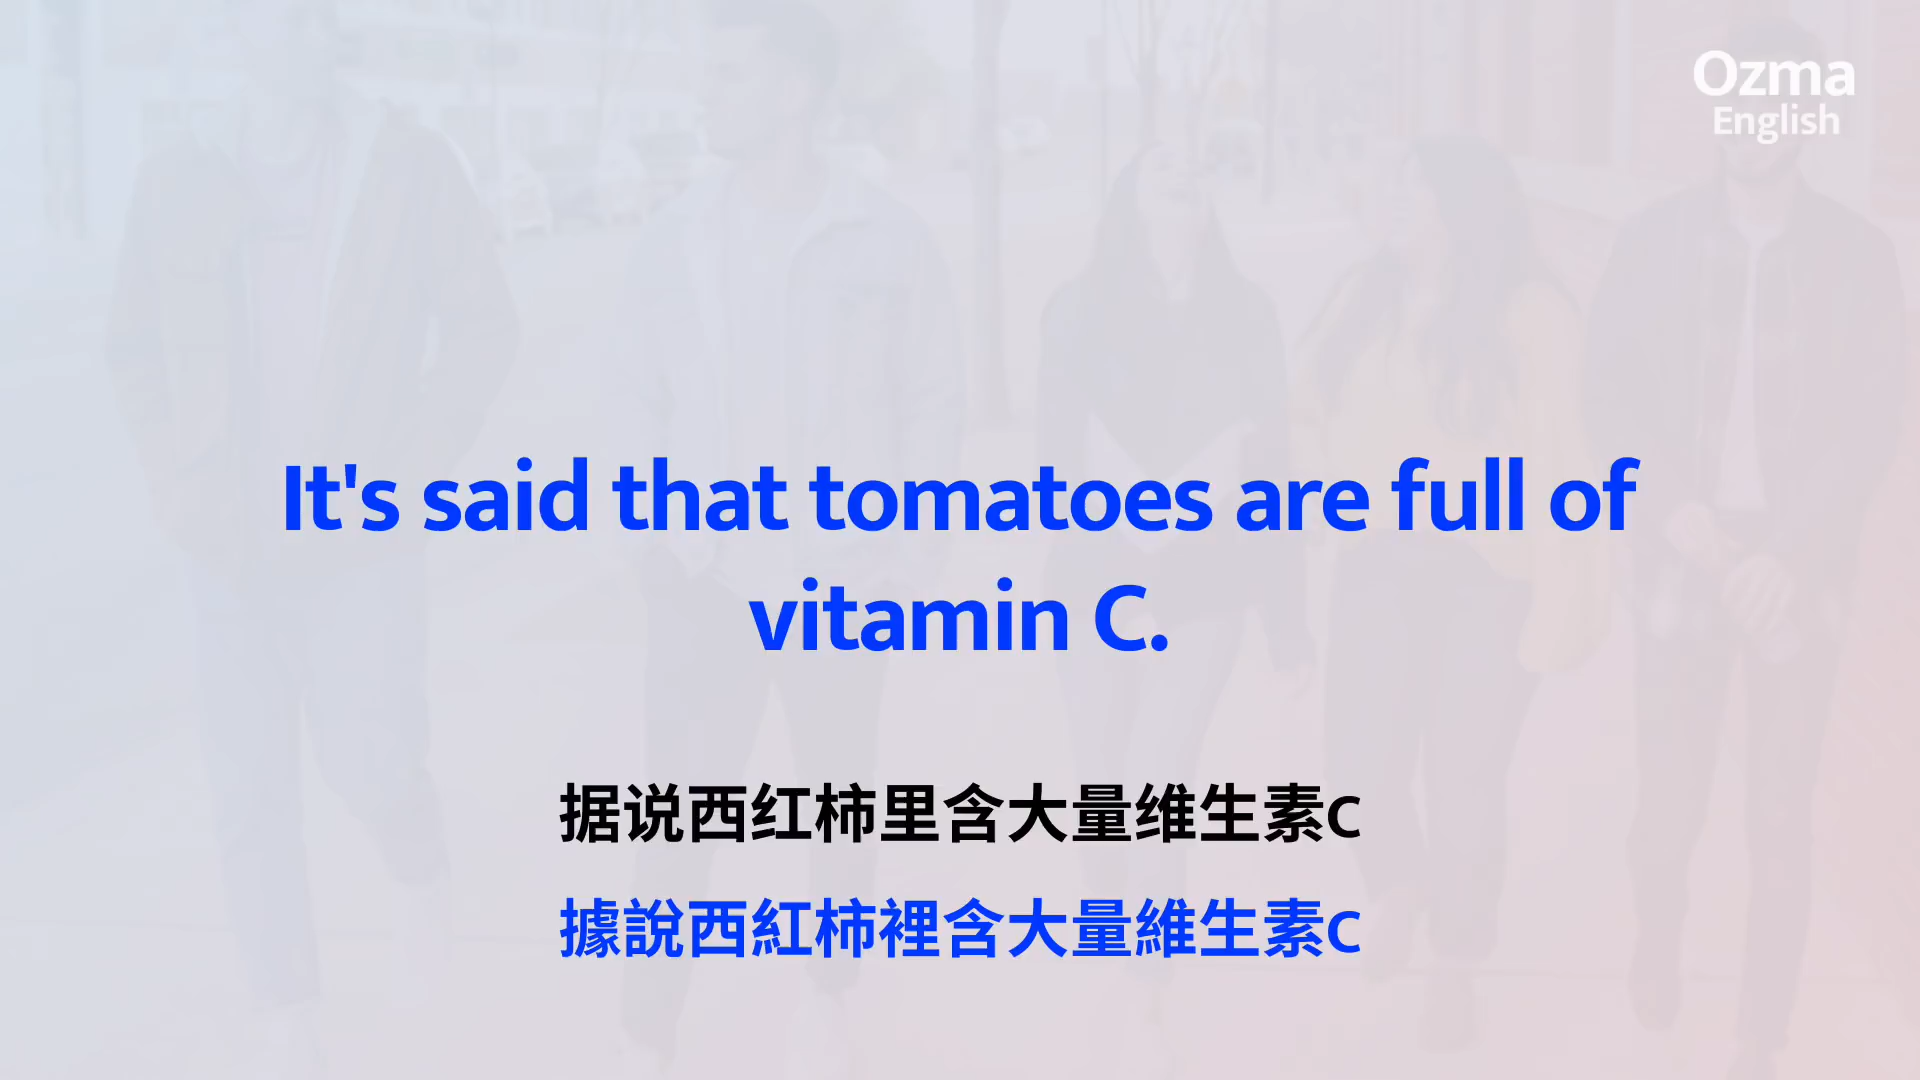 Ozma
English
It's said that tomatoes are full of
vitamin C.
据说西红柿里含大量维生素C
據說西紅柿裡含大量維生素C